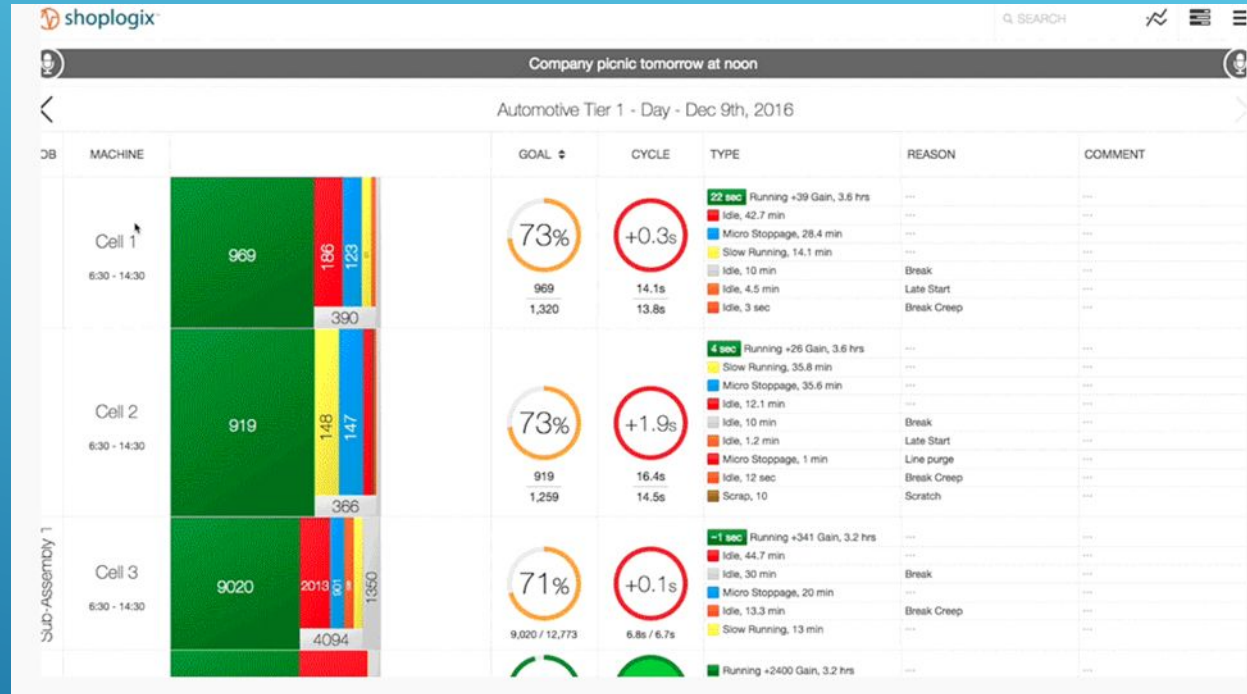 shoplogix
SEARCH
Company picnic tomorrow at noon
Automotive Tier 1 - Day - Dec 9th, 2016
OB MACHINE GOAL CYCLE TYPE REASON COMMENT
Cell 1
6:30 - 14:30
969
186
123
390
73%
969
1,320
+0.3s
14.1s
13.8s
22 sec Running +39 Gain, 3.6 hrs ... ...
Idle, 42.7 min ... ...
Micro Stoppage, 28.4 min ... ...
Slow Running, 14.1 min ... ...
Idle, 10 min Break ...
Idle, 4.5 min Late Start ...
Idle, 3 sec Break Creep ...
Cell 2
6:30 - 14:30
919
148
147
366
73%
919
1,259
+1.9s
16.4s
14.5s
4 sec Running +26 Gain, 3.6 hrs ... ...
Slow Running, 35.8 min ... ...
Micro Stoppage, 35.6 min ... ...
Idle, 12.1 min ... ...
Idle, 10 min Break ...
Idle, 1.2 min Late Start ...
Micro Stoppage, 1 min Line purge ...
Idle, 12 sec Break Creep ...
Scrap, 10 Scratch ...
Sub-Assembly 1
Cell 3
6:30 - 14:30
9020
2013
901
1350
4094
71%
9,020 / 12,773
+0.1s
6.8s / 6.7s
~1 sec Running +341 Gain, 3.2 hrs ... ...
Idle, 44.7 min ... ...
Idle, 30 min Break ...
Micro Stoppage, 20 min ... ...
Idle, 13.3 min Break Creep ...
Slow Running, 13 min ... ...
Running +2400 Gain, 3.2 hrs ... ...